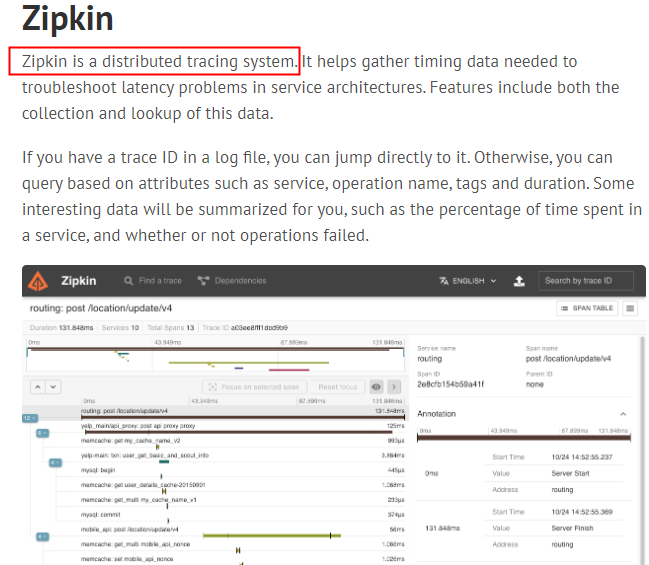 Zipkin
Zipkin is a distributed tracing system. It helps gather timing data needed to
troubleshoot latency problems in service architectures. Features include both the
collection and lookup of this data.
If you have a trace ID in a log file, you can jump directly to it. Otherwise, you can
query based on attributes such as service, operation name, tags and duration. Some
interesting data will be summarized for you, such as the percentage of time spent in
a service, and whether or not operations failed.
Zipkin Find a trace Dependencies ENGLISH Search by trace ID
routing: post /location/update/v4 SPAN TABLE
Duration 131.848ms Services 10 Total Spans 13 Trace ID a03ee8fff1dcd9b9
0ms 43.949ms 87.899ms 131.848ms
Service name Span name
routing post /location/update/v4
Span ID Parent ID
2e8cfb154b59a41f none
Focus on selected span Reset focus
0ms 43.949ms 87.899ms 131.848ms
Annotation
routing: post /location/update/v4 131.848ms
yelp_main/api_proxy: post api proxy proxy 125ms
memcache: get my_cache_name_v2 993µs
yelp-main: txn: user_get_basic_and_scout_info 3.884ms
mysql: begin 445µs
memcache: get user_details_cache-20150901 1.068ms
memcache: get_multi my_cache_name_v1 233µs
mysql: commit 374µs
mobile_api: post /location/update/v4 56ms
memcache: get_multi mobile_api_nonce 1.066ms
memcache: set mobile_api_nonce 1.026ms
0ms 43.949ms 87.899ms 131.848ms
Start Time 10/24 14:52:55.237
0ms Value Server Start
Address routing
Start Time 10/24 14:52:55.369
131.848ms Value Server Finish
Address routing